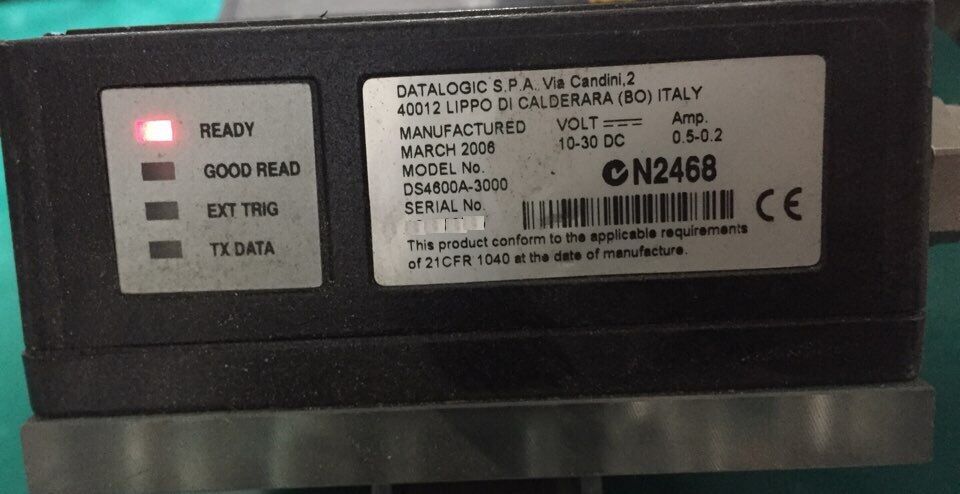 READY
GOOD READ
EXT TRIG
TX DATA
DATALOGIC S.P.A. Via Candini,2
40012 LIPPO DI CALDERARA (BO) ITALY
MANUFACTURED
MARCH 2006
VOLT
10-30 DC
Amp.
0.5-0.2
MODEL No.
DS4600A-3000
SERIAL No.
N2468
CE
This product conform to the applicable requirements
of 21CFR 1040 at the date of manufacture.